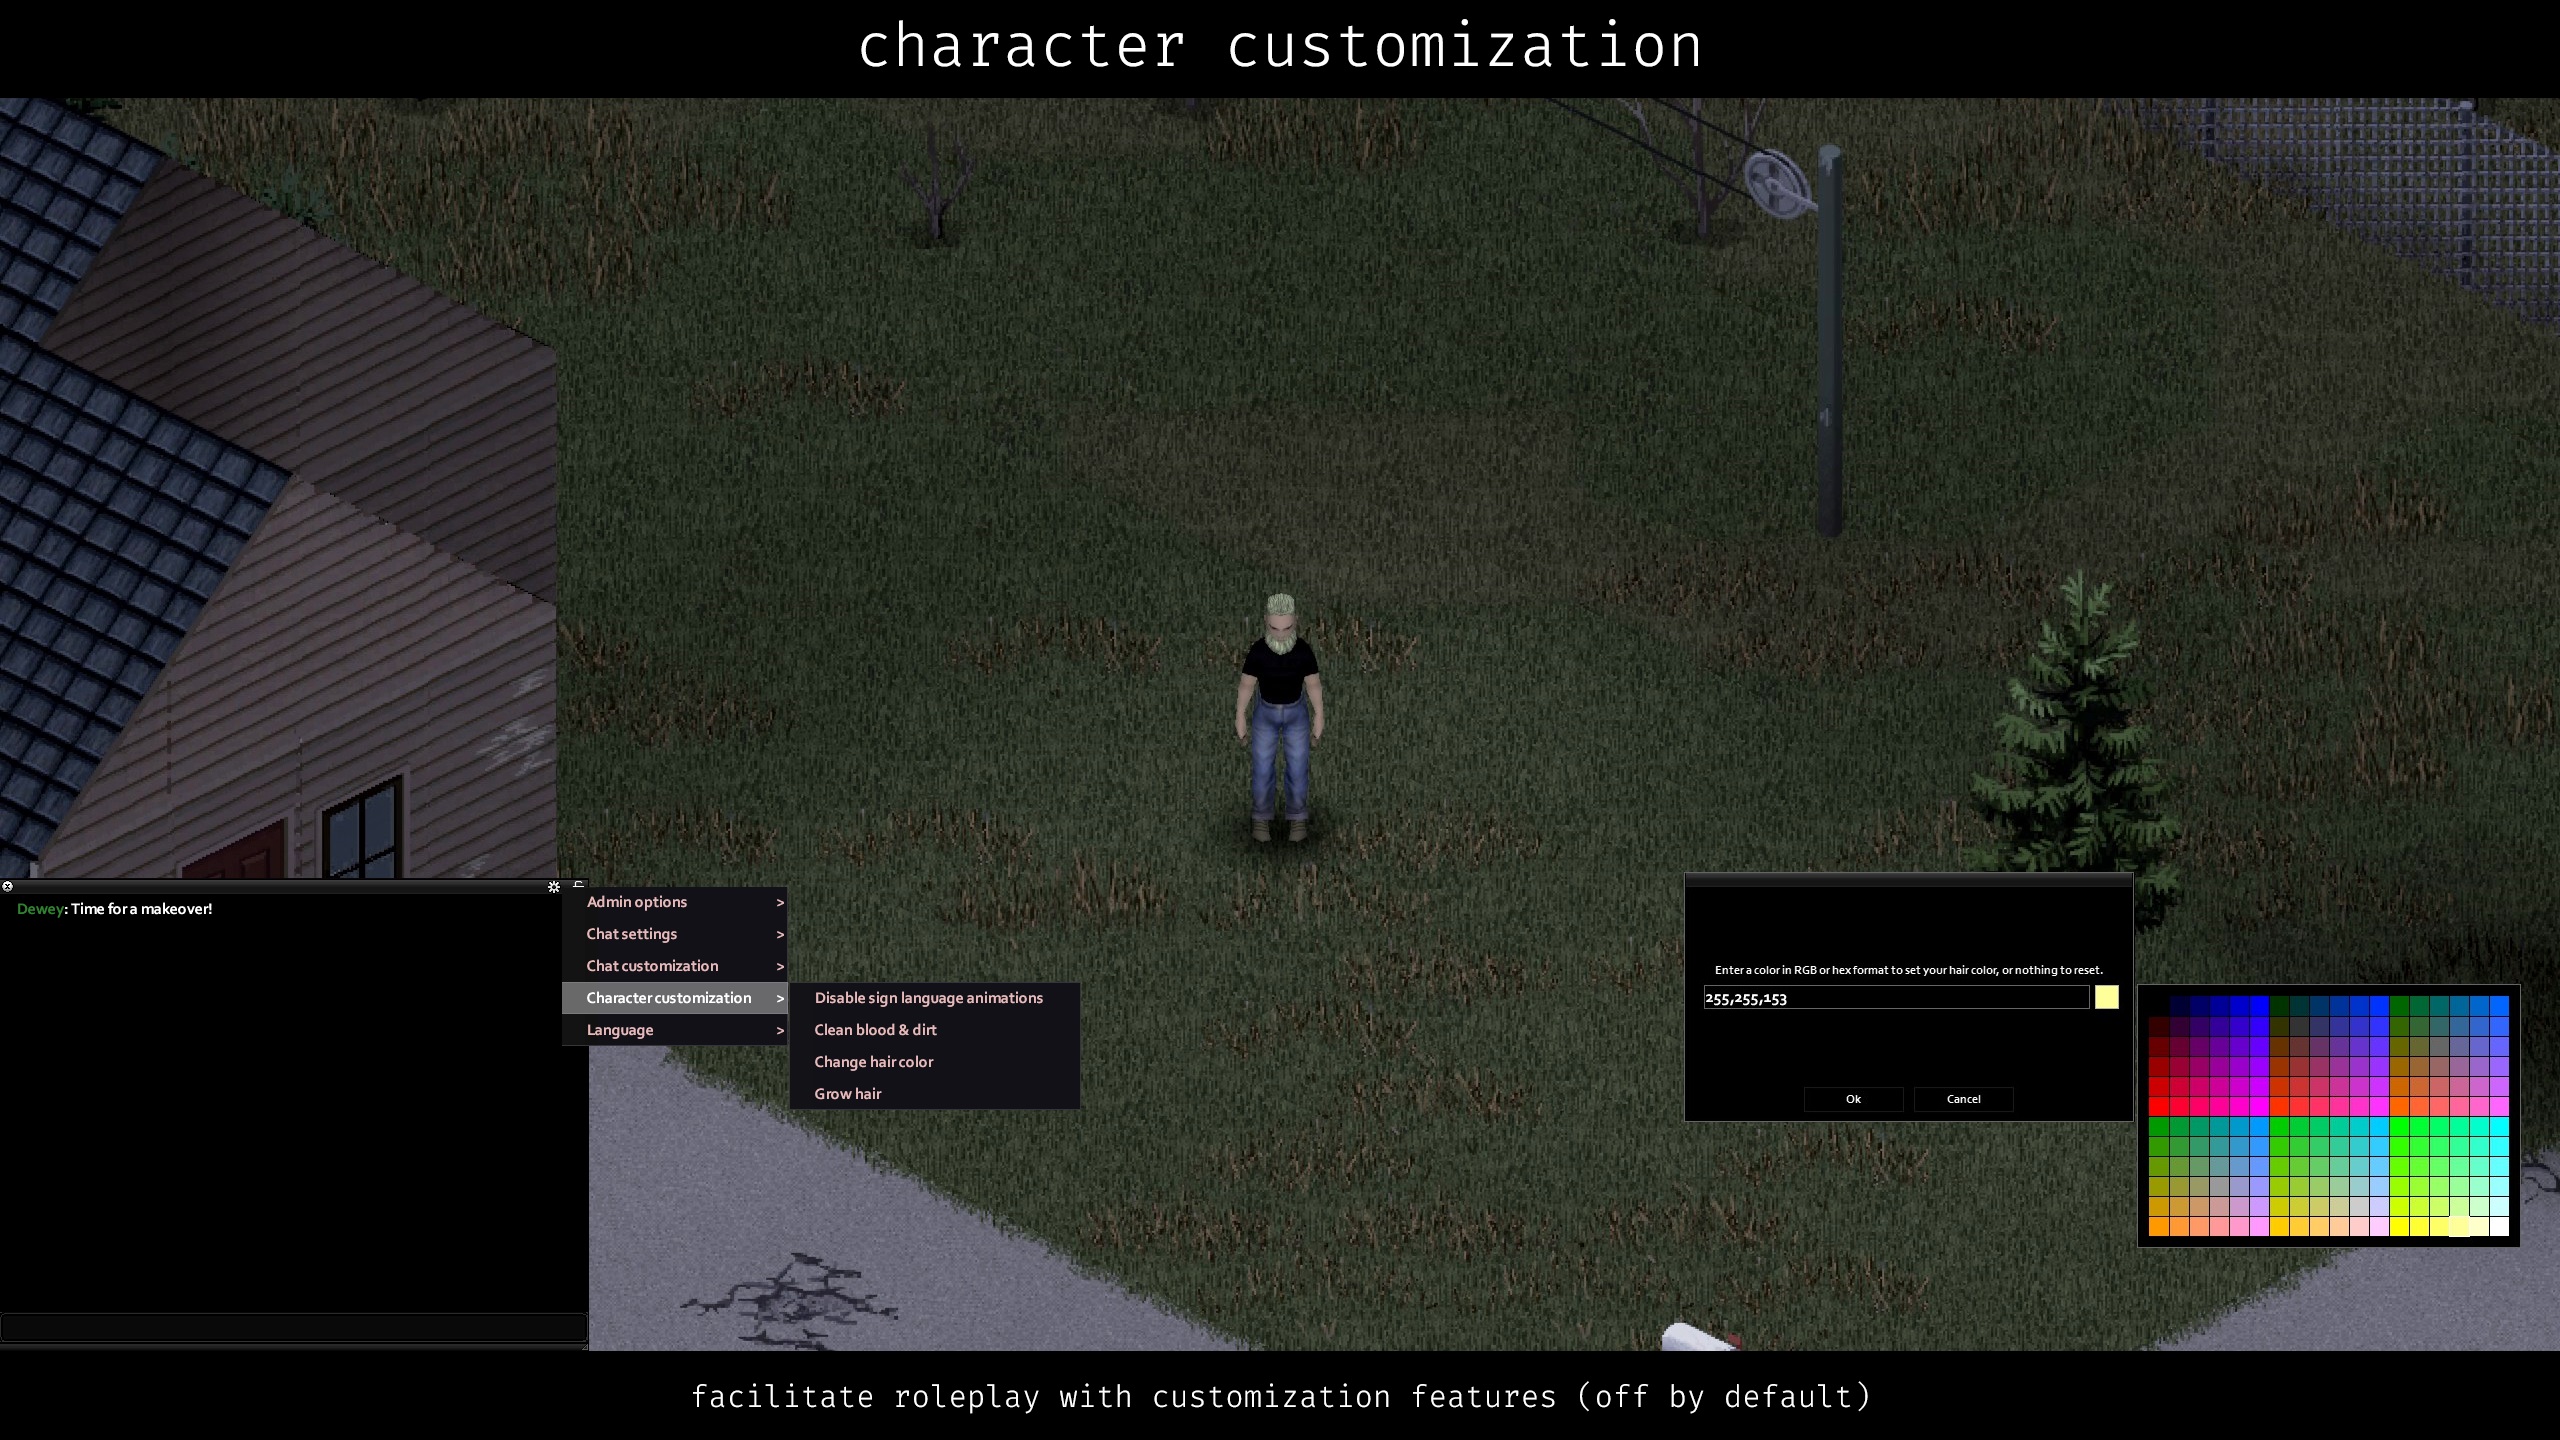 character customization
Dewey: Time for a makeover!
Admin options >
Chat settings >
Chat customization >
Character customization >
Language >
Disable sign language animations
Clean blood & dirt
Change hair color
Grow hair
Enter a color in RGB or hex format to set your hair color, or nothing to reset.
255,255,153
Ok Cancel
facilitate roleplay with customization features (off by default)